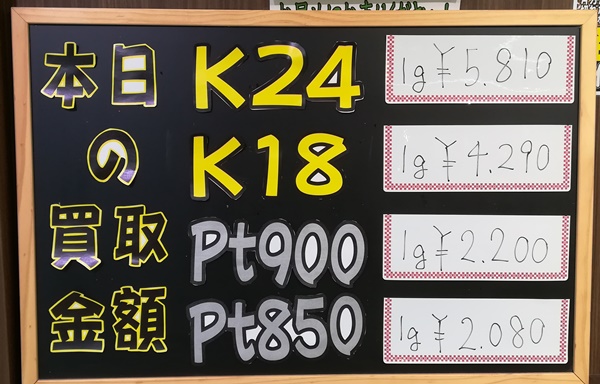 本日 K24 1g ¥5.810
の K18 1g ¥4.290
買取 Pt900 1g ¥2.200
金額 Pt850 1g ¥2.080